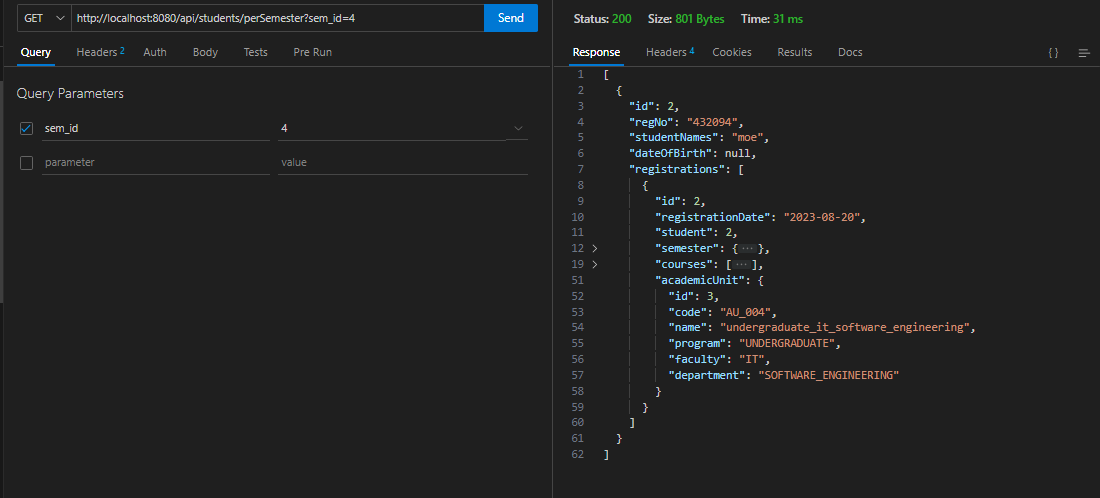 GET http://localhost:8080/api/students/perSemester?sem_id=4 Send
Query Headers 2 Auth Body Tests Pre Run
Query Parameters
sem_id 4
parameter value
Status: 200 Size: 801 Bytes Time: 31 ms
Response Headers 4 Cookies Results Docs {}
1 [
2 {
3 "id": 2,
4 "regNo": "432094",
5 "studentNames": "moe",
6 "dateOfBirth": null,
7 "registrations": [
8 {
9 "id": 2,
10 "registrationDate": "2023-08-20",
11 "student": 2,
12 "semester": {···},
19 "courses": [···],
51 "academicUnit": {
52 "id": 3,
53 "code": "AU_004",
54 "name": "undergraduate_it_software_engineering",
55 "program": "UNDERGRADUATE",
56 "faculty": "IT",
57 "department": "SOFTWARE_ENGINEERING"
58 }
59 }
60 ]
61 }
62 ]